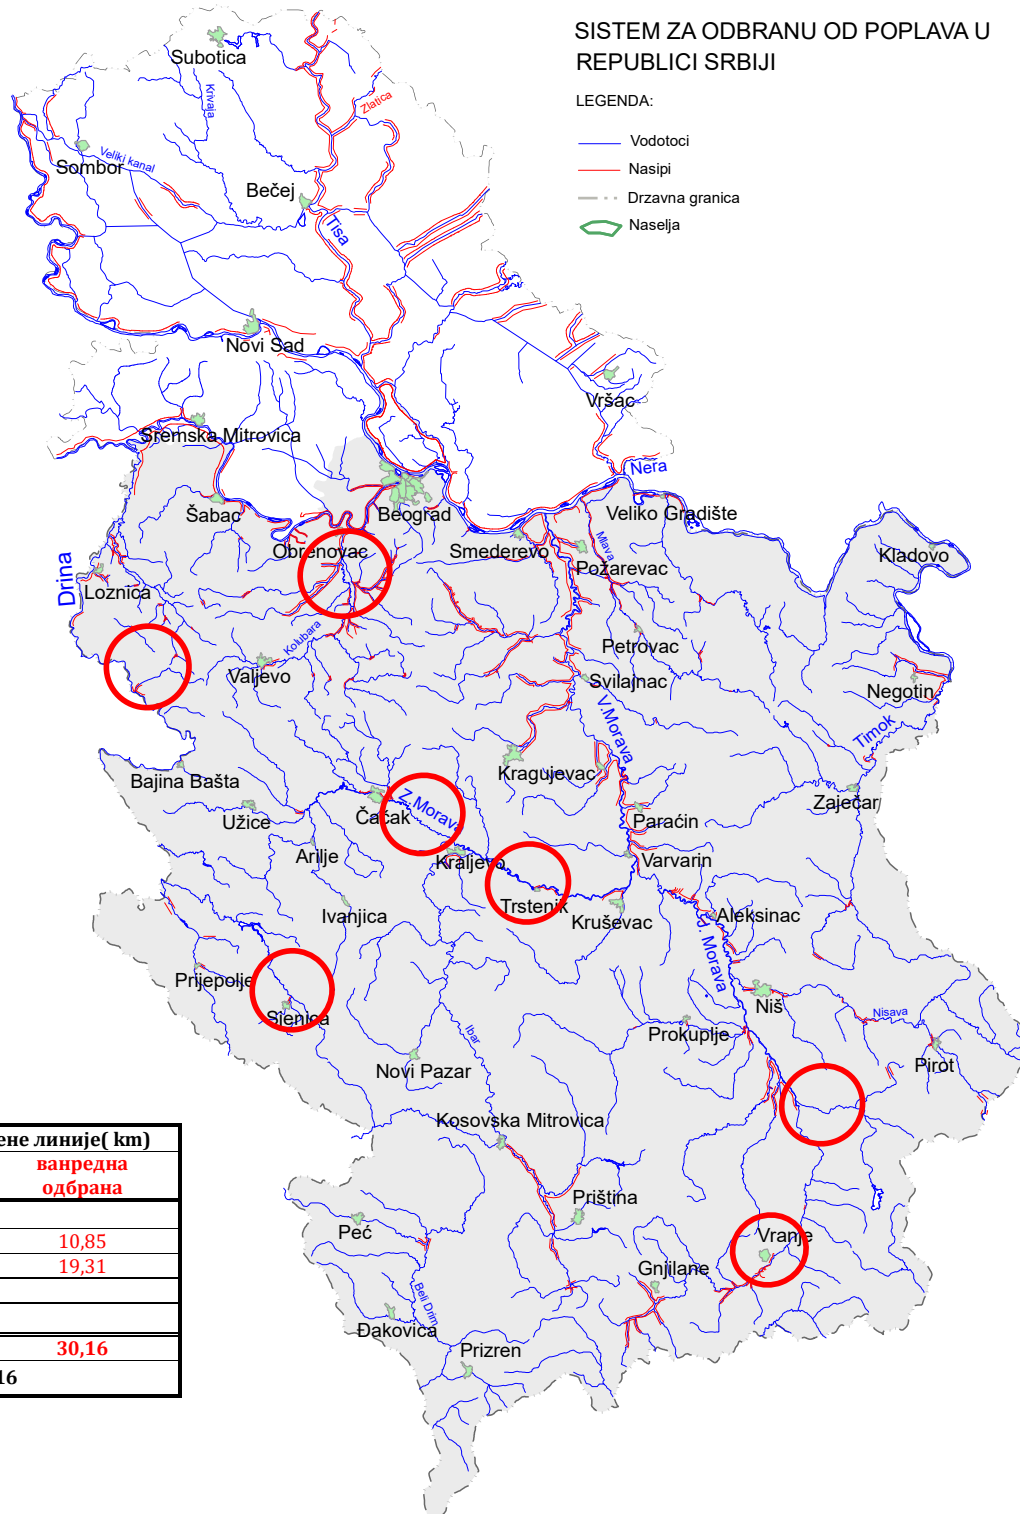 SISTEM ZA ODBRANU OD POPLAVA U
REPUBLICI SRBIJI
LEGENDA:
Vodotoci
Nasipi
Drzavna granica
Naselja
Subotica
Krivaja
Zlatica
Sombor
Veliki kanal
Bečej
Tisa
Novi Sad
Vršac
Sremska Mitrovica
Nera
Šabac
Beograd
Veliko Gradište
Obrenovac
Smederevo
Mlava
Požarevac
Kladovo
Drina
Loznica
Kolubara
Petrovac
Valjevo
Svilajnac
Negotin
V.Morava
Timok
Bajina Bašta
Kragujevac
Z.Morava
Čačak
Zaječar
Užice
Paraćin
Arilje
Kraljevo
Varvarin
Trstenik
Kruševac
Ivanjica
Aleksinac
J. Morava
Prijepolje
Niš
Sjenica
Nisava
Ibar
Prokuplje
Pirot
Novi Pazar
Kosovska Mitrovica
ене линије( km)
ванредна
одбрана
Priština
Peć
10,85
Vranje
19,31
Gnjilane
Beli Drim
Đakovica
30,16
Prizren
16